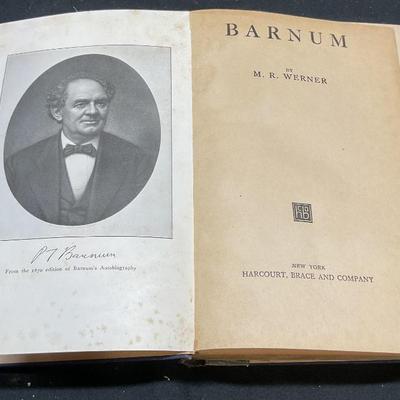 P T Barnum
From the 1870 edition of Barnum's Autobiography
BARNUM
BY
M. R. WERNER
NEW YORK
HARCOURT, BRACE AND COMPANY